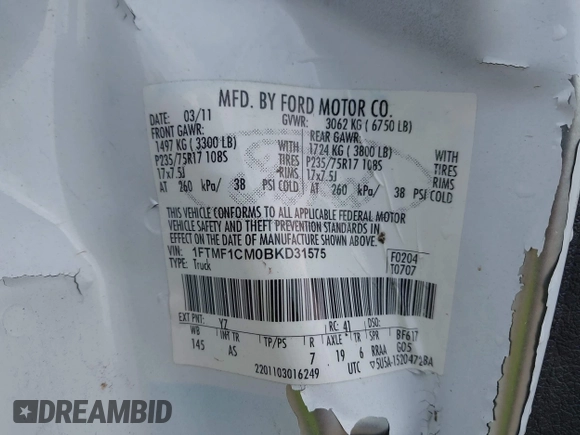 MFD. BY FORD MOTOR CO.
DATE: 03/11 GVWR: 3062 KG ( 6750 LB)
FRONT GAWR: REAR GAWR:
1497 KG ( 3300 LB) WITH 1724 KG ( 3800 LB) WITH
P235/75R17 108S TIRES P235/75R17 108S TIRES
17x7.5J RIMS 17x7.5J RIMS
AT 260 kPa/ 38 PSI COLD AT 260 kPa/ 38 PSI COLD
THIS VEHICLE CONFORMS TO ALL APPLICABLE FEDERAL MOTOR
VEHICLE SAFETY AND THEFT PREVENTION STANDARDS IN
EFFECT ON THE DATE OF MANUFACTURE SHOWN ABOVE.
VIN: 1FTMF1CM0BKD31575 F0204
TYPE: Truck T0707
EXT PNT: YZ RC: 41 DSO:
WB INT TR TP/PS R AXLE TR SPR BF617
145 AS 7 19 6 RRAA GOS
2201103016249 UTC ▽5USA-1520472BA
DREAMBID